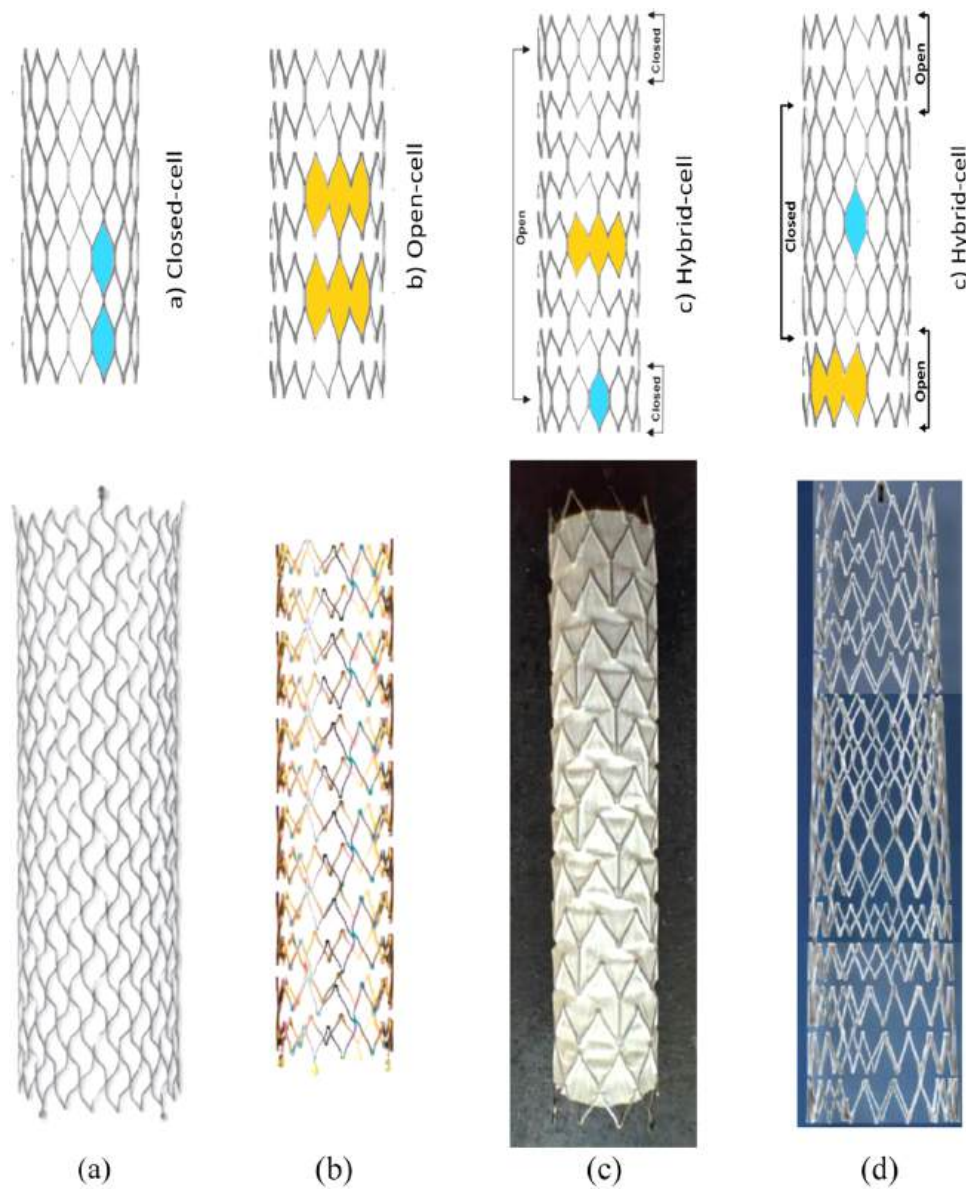 a) Closed-cell
b) Open-cell
Open
Closed
Closed
c) Hybrid-cell
Closed
Open
Open
c) Hybrid-cell
(a)
(b)
(c)
(d)